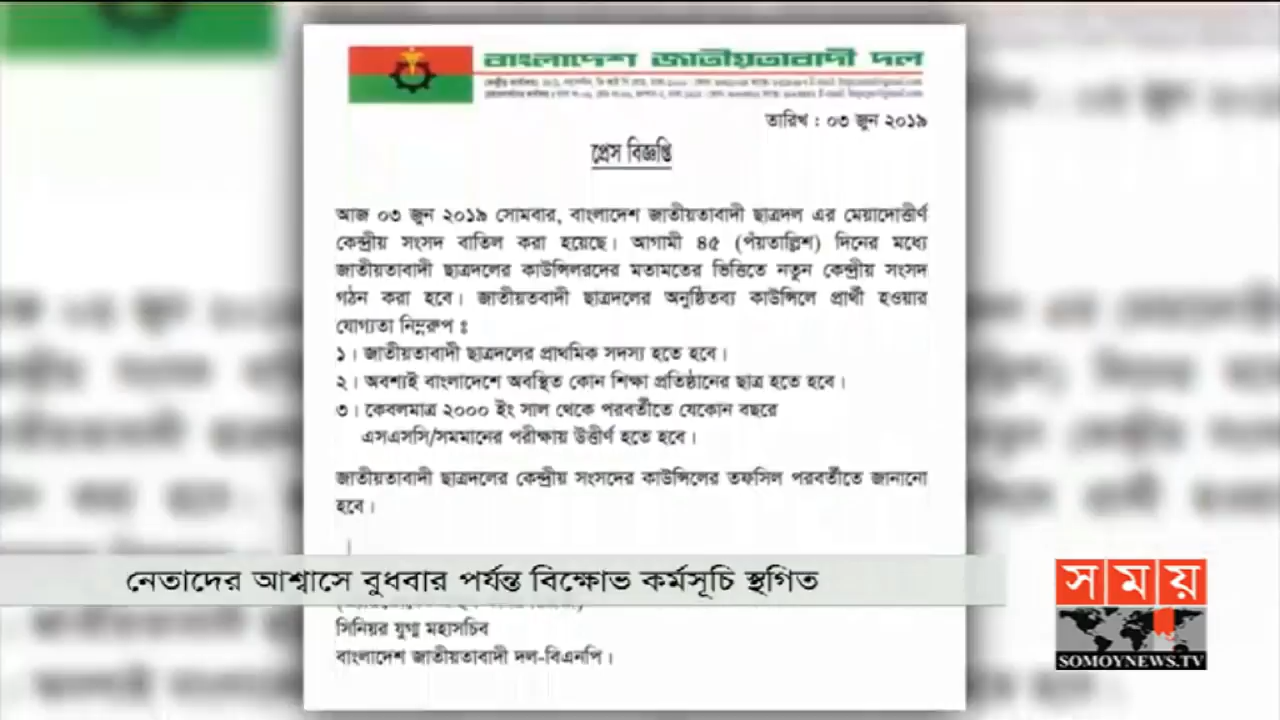 বাংলাদেশ জাতীয়তাবাদী দল
তারিখ : ০৩ জুন ২০১৯
প্রেস বিজ্ঞপ্তি
আজ ০৩ জুন ২০১৯ সোমবার, বাংলাদেশ জাতীয়তাবাদী ছাত্রদল এর মেয়াদোত্তীর্ণ
কেন্দ্রীয় সংসদ বাতিল করা হয়েছে। আগামী ৪৫ (পঁয়তাল্লিশ) দিনের মধ্যে
জাতীয়তাবাদী ছাত্রদলের কাউন্সিলরদের মতামতের ভিত্তিতে নতুন কেন্দ্রীয় সংসদ
গঠন করা হবে। জাতীয়তবাদী ছাত্রদলের অনুষ্ঠিতব্য কাউন্সিলে প্রার্থী হওয়ার
যোগ্যতা নিম্নরুপ ঃ
১। জাতীয়তাবাদী ছাত্রদলের প্রাথমিক সদস্য হতে হবে।
২। অবশ্যই বাংলাদেশে অবস্থিত কোন শিক্ষা প্রতিষ্ঠানের ছাত্র হতে হবে।
৩। কেবলমাত্র ২০০০ ইং সাল থেকে পরবর্তীতে যেকোন বছরে
এসএসসি/সমমানের পরীক্ষায় উত্তীর্ণ হতে হবে।
জাতীয়তাবাদী ছাত্রদলের কেন্দ্রীয় সংসদের কাউন্সিলের তফসিল পরবর্তীতে জানানো
হবে।
নেতাদের আশ্বাসে বুধবার পর্যন্ত বিক্ষোভ কর্মসূচি স্থগিত
সিনিয়র যুগ্ম মহাসচিব
বাংলাদেশ জাতীয়তাবাদী দল-বিএনপি।
সময়
SOMOYNEWS.TV